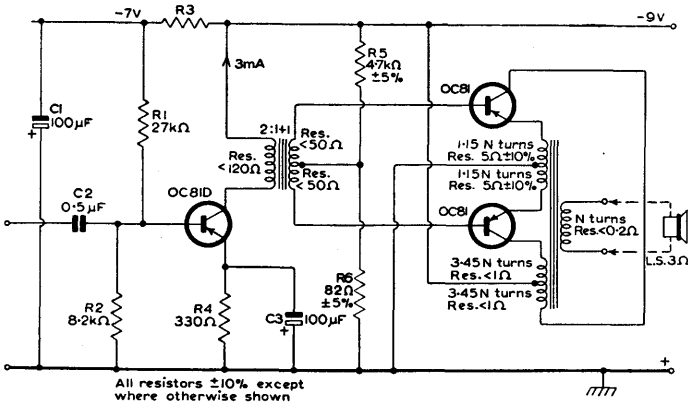 -7V
R3
-9V
3mA
R5
4.7kΩ
±5%
OC81
C1
100μF
+
R1
27kΩ
2:1+1
Res.
<120Ω
Res.
<50Ω
<50Ω
1·15 N turns
Res. 5Ω±10%
1·15N turns
Res. 5Ω±10%
OC81D
C2
0·5μF
OC81
N turns
Res.<0·2Ω
L.S.3Ω
R2
8·2kΩ
R4
330Ω
C3
100μF
+
R6
82Ω
±5%
3·45N turns
Res.<1Ω
3·45N turns
Res.<1Ω
+
All resistors ±10% except
where otherwise shown